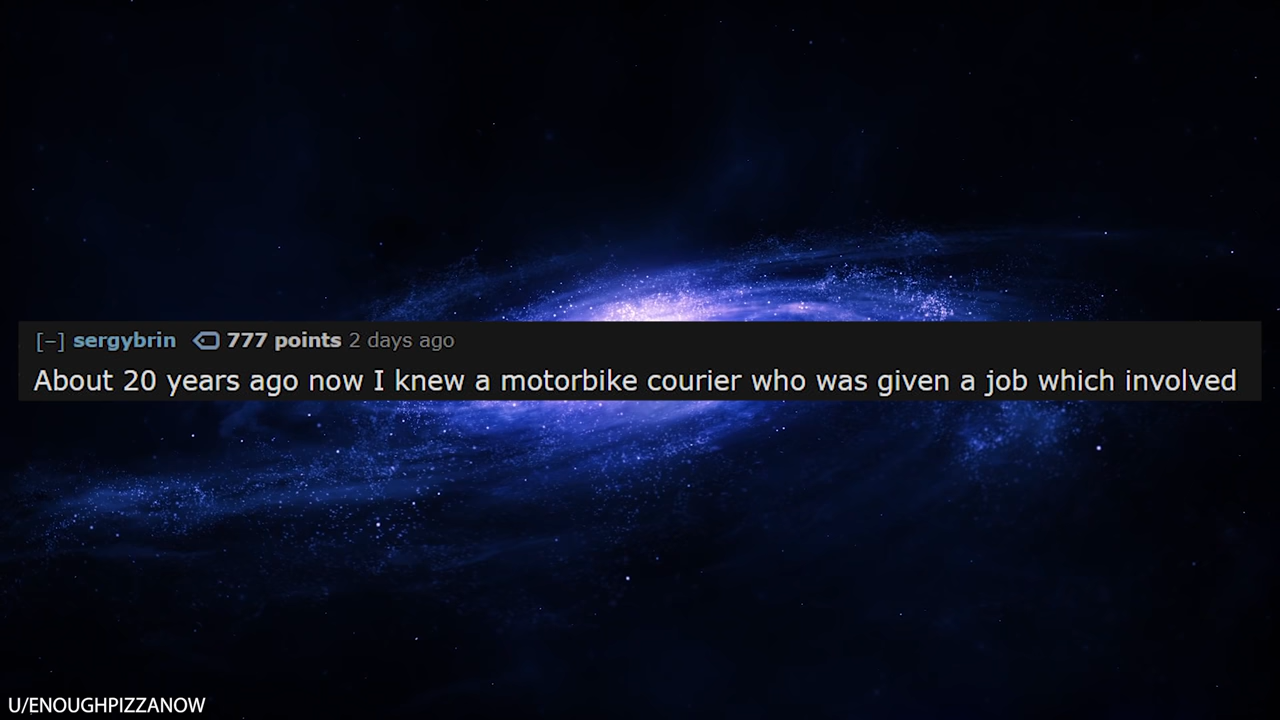 [−] sergybrin 777 points 2 days ago
About 20 years ago now I knew a motorbike courier who was given a job which involved
U/ENOUGHPIZZANOW